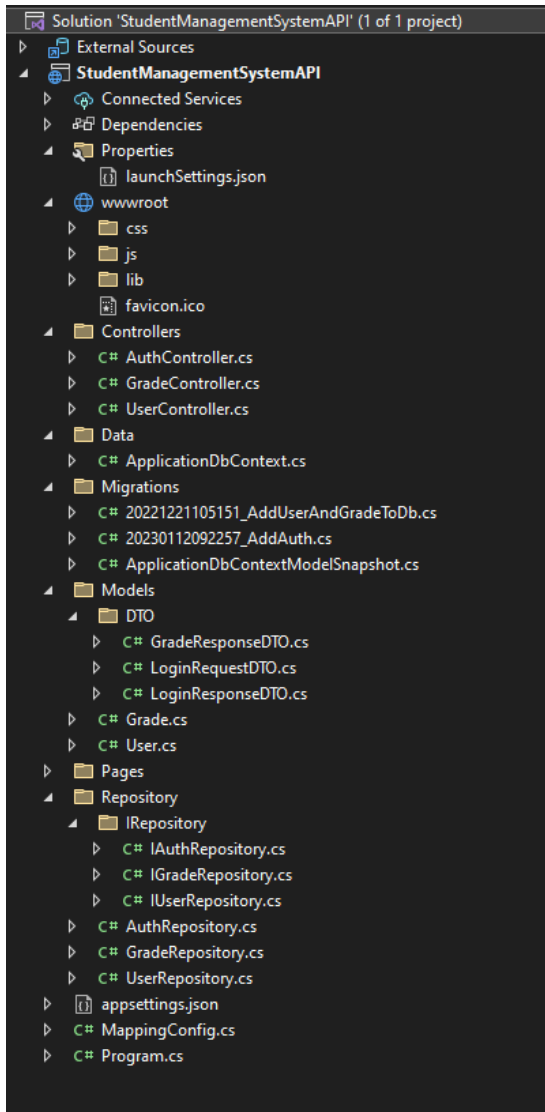 Solution 'StudentManagementSystemAPI' (1 of 1 project)
External Sources
StudentManagementSystemAPI
Connected Services
Dependencies
Properties
launchSettings.json
wwwroot
css
js
lib
favicon.ico
Controllers
C# AuthController.cs
C# GradeController.cs
C# UserController.cs
Data
C# ApplicationDbContext.cs
Migrations
C# 20221221105151_AddUserAndGradeToDb.cs
C# 20230112092257_AddAuth.cs
C# ApplicationDbContextModelSnapshot.cs
Models
DTO
C# GradeResponseDTO.cs
C# LoginRequestDTO.cs
C# LoginResponseDTO.cs
C# Grade.cs
C# User.cs
Pages
Repository
IRepository
C# IAuthRepository.cs
C# IGradeRepository.cs
C# IUserRepository.cs
C# AuthRepository.cs
C# GradeRepository.cs
C# UserRepository.cs
appsettings.json
C# MappingConfig.cs
C# Program.cs